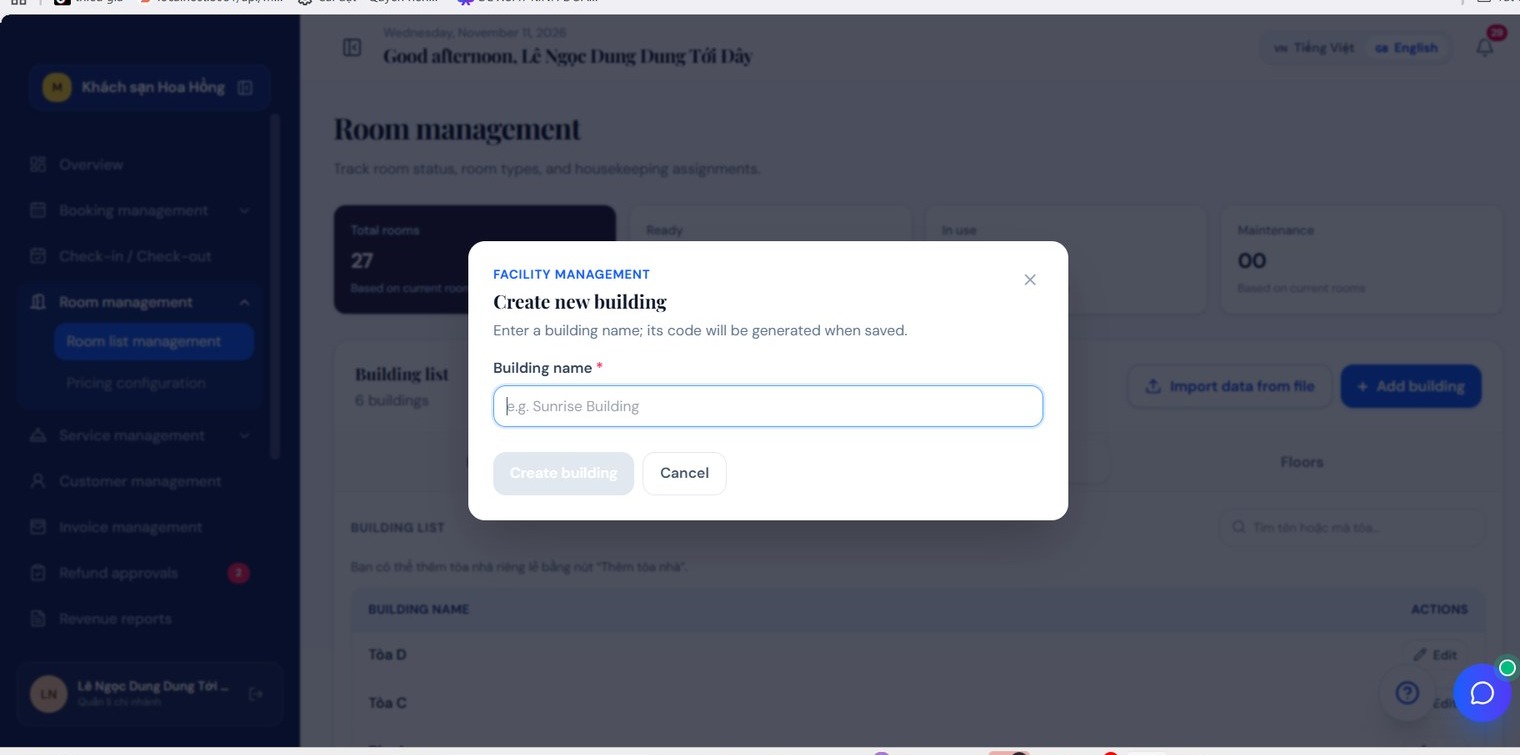 Wednesday, November 11, 2026
Good afternoon, Lê Ngọc Dung Dung Tới Đây
VN Tiếng Việt
GB English
29
M
Khách sạn Hoa Hồng
Overview
Booking management
Check-in / Check-out
Room management
Room list management
Pricing configuration
Service management
Customer management
Invoice management
Refund approvals
2
Revenue reports
LN
Lê Ngọc Dung Dung Tới ...
Quản lí chi nhánh
Room management
Track room status, room types, and housekeeping assignments.
Total rooms
27
Based on current room
Ready
In use
Maintenance
00
Based on current rooms
Building list
6 buildings
Import data from file
+ Add building
Floors
FACILITY MANAGEMENT
Create new building
Enter a building name; its code will be generated when saved.
Building name *
e.g. Sunrise Building
Create building
Cancel
BUILDING LIST
Tìm tên hoặc mã tòa...
Bạn có thể thêm tòa nhà riêng lẻ bằng nút "Thêm tòa nhà".
BUILDING NAME
ACTIONS
Tòa D
Edit
Tòa C
Edit